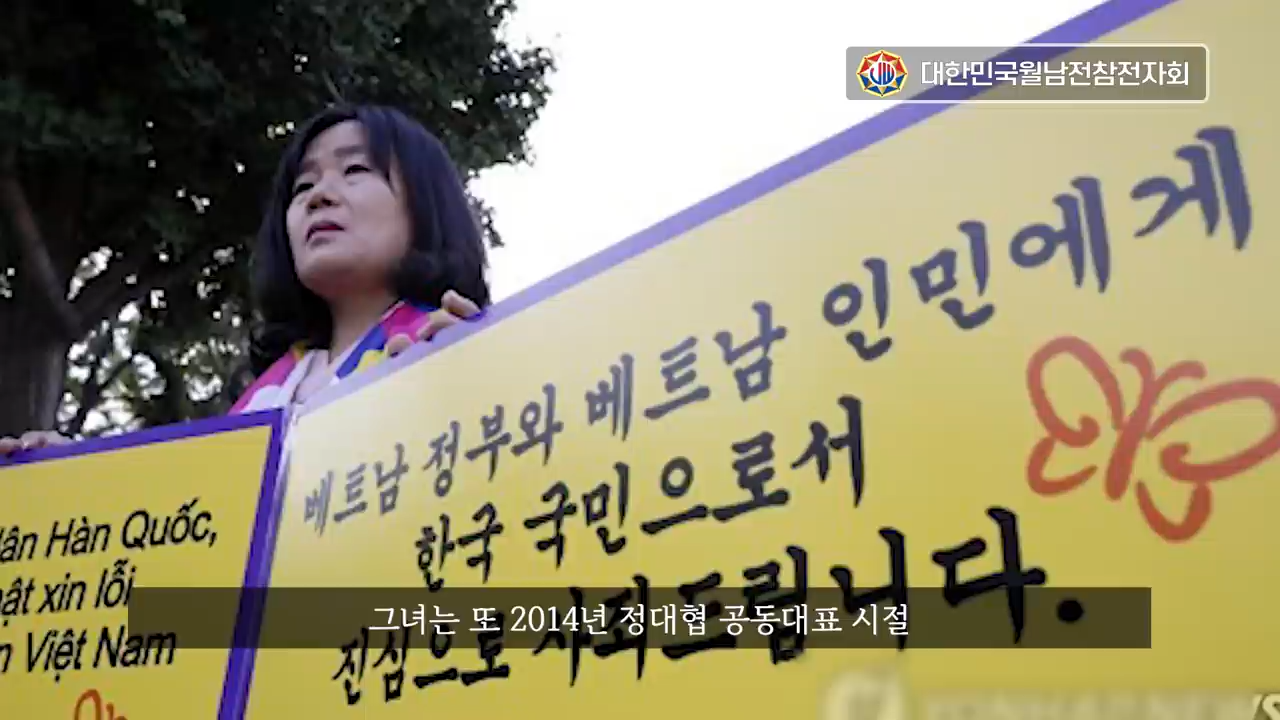 대한민국월남전참전자회
베트남 정부와 베트남 인민에게
한국 국민으로서
진심으로 사죄드립니다.
Hàn Quốc,
xin lỗi
Việt Nam
그녀는 또 2014년 정대협 공동대표 시절
YONHAPNEWS